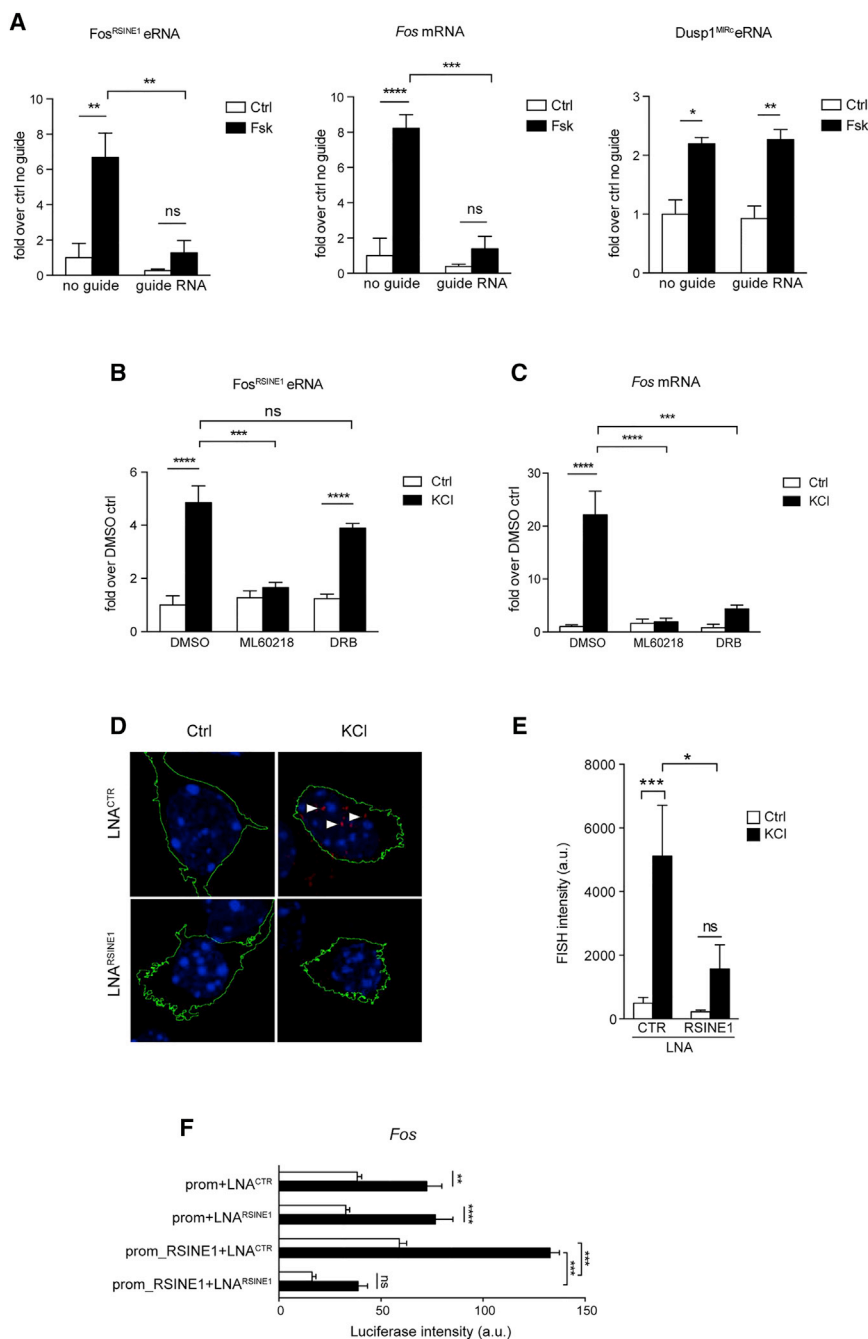 A
Fos^RSINE1 eRNA
** 
**
ns
Ctrl
Fsk
fold over ctrl no guide
10
8
6
4
2
0
no guide
guide RNA
Fos mRNA
***
****
ns
Ctrl
Fsk
fold over ctrl no guide
10
8
6
4
2
0
no guide
guide RNA
Dusp1^MIRc eRNA
*
**
Ctrl
Fsk
fold over ctrl no guide
3
2
1
0
no guide
guide RNA
B
Fos^RSINE1 eRNA
ns
***
****
****
Ctrl
KCl
fold over DMSO ctrl
6
4
2
0
DMSO
ML60218
DRB
C
Fos mRNA
***
****
****
Ctrl
KCl
fold over DMSO ctrl
30
20
10
0
DMSO
ML60218
DRB
D
Ctrl
KCl
LNA^CTR
LNA^RSINE1
E
*
***
ns
Ctrl
KCl
FISH intensity (a.u.)
8000
6000
4000
2000
0
CTR
RSINE1
LNA
F
Fos
prom+LNA^CTR
**
prom+LNA^RSINE1
****
prom_RSINE1+LNA^CTR
***
***
prom_RSINE1+LNA^RSINE1
ns
0
50
100
150
Luciferase intensity (a.u.)